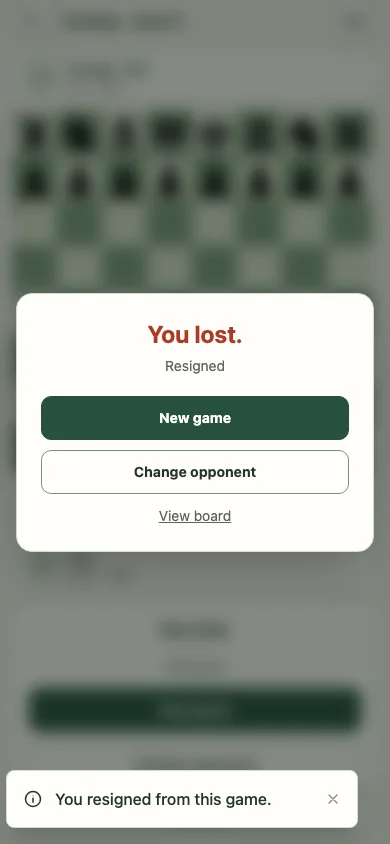 You lost.
Resigned
New game
Change opponent
View board
You resigned from this game.